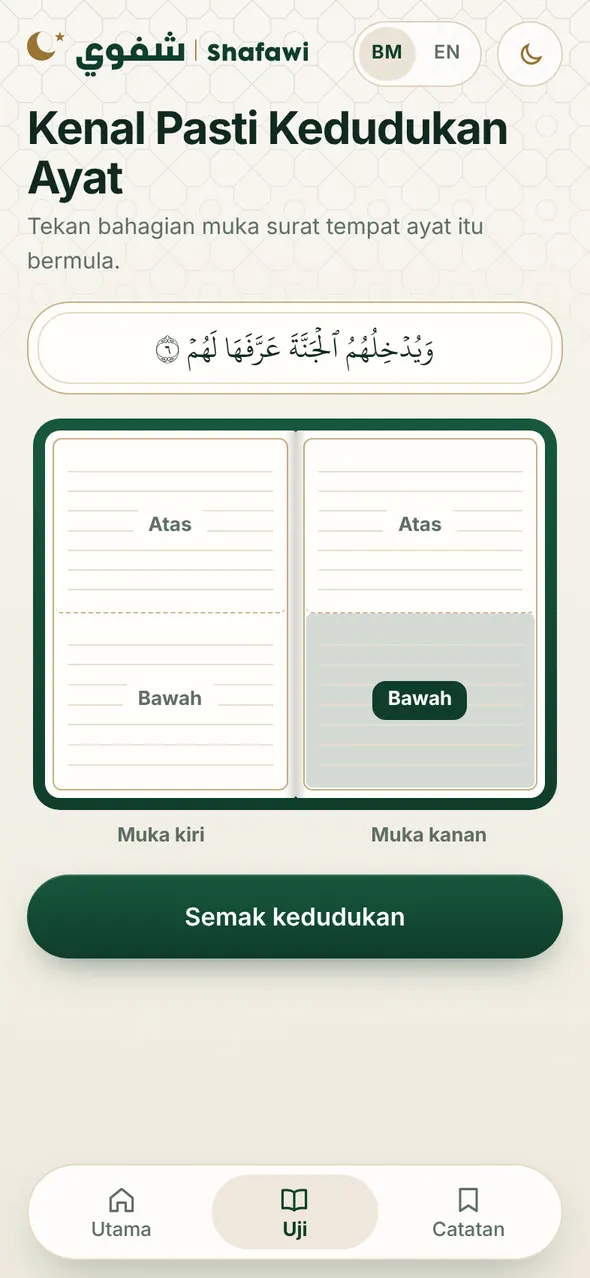 شفوي | Shafawi
BM
EN
Kenal Pasti Kedudukan
Ayat
Tekan bahagian muka surat tempat ayat itu
bermula.
وَيُدْخِلُهُمُ ٱلْجَنَّةَ عَرَّفَهَا لَهُمْ ٦
Atas
Atas
Bawah
Bawah
Muka kiri
Muka kanan
Semak kedudukan
Utama
Uji
Catatan